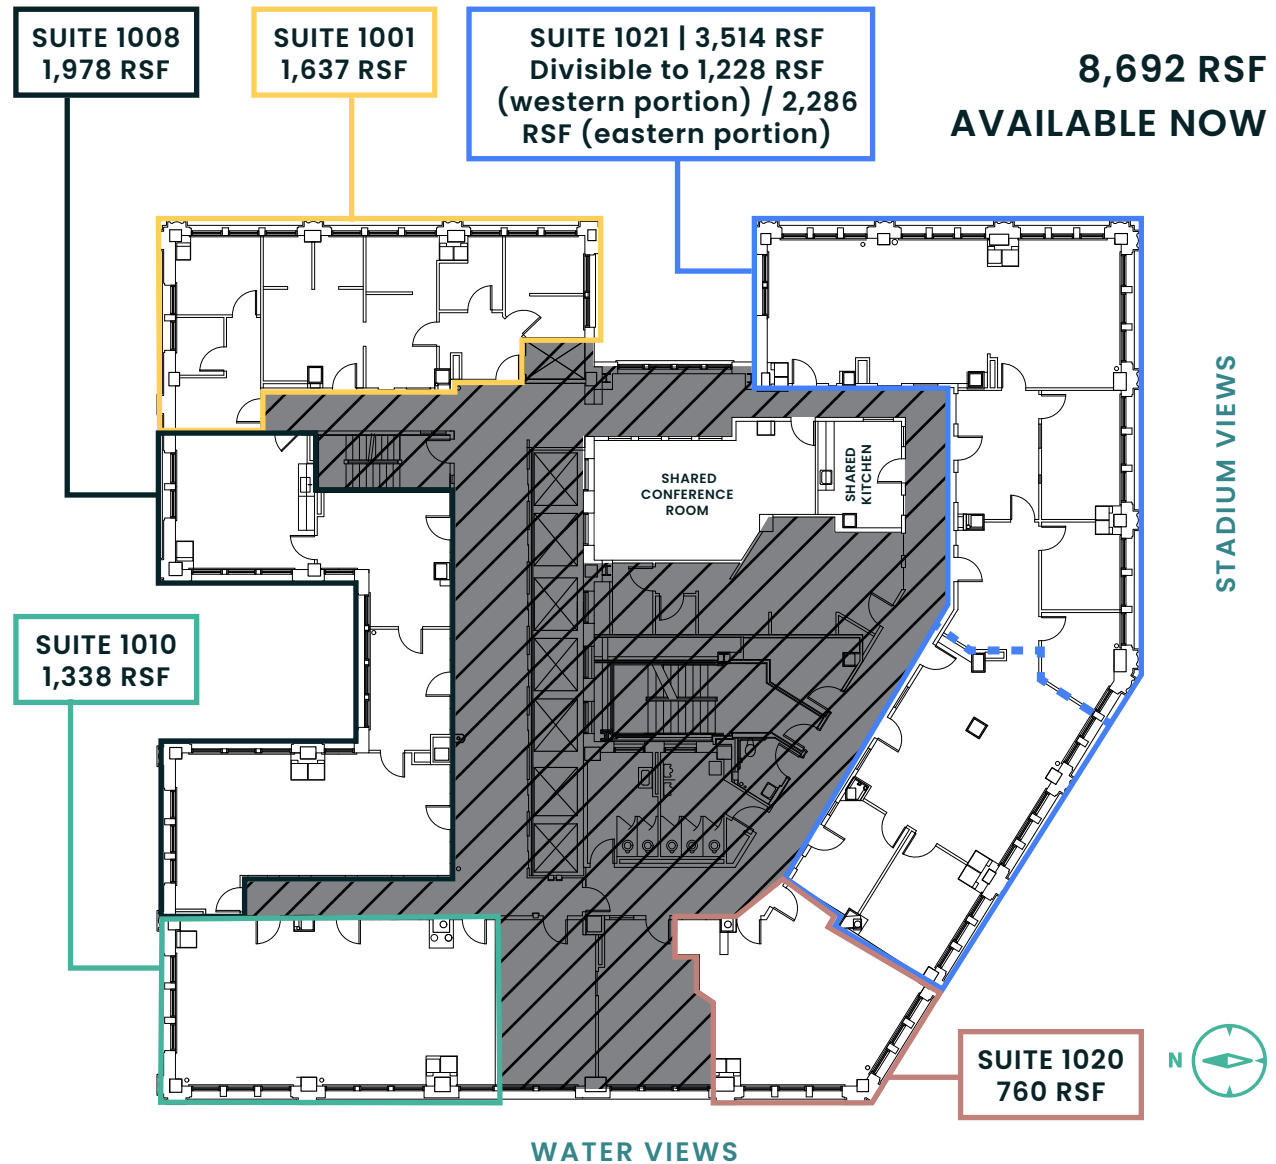 SUITE 1008
1,978 RSF
SUITE 1001
1,637 RSF
SUITE 1021 | 3,514 RSF
Divisible to 1,228 RSF
(western portion) / 2,286
RSF (eastern portion)
8,692 RSF
AVAILABLE NOW
SHARED
CONFERENCE
ROOM
SHARED
KITCHEN
STADIUM VIEWS
SUITE 1010
1,338 RSF
SUITE 1020
760 RSF
N
WATER VIEWS